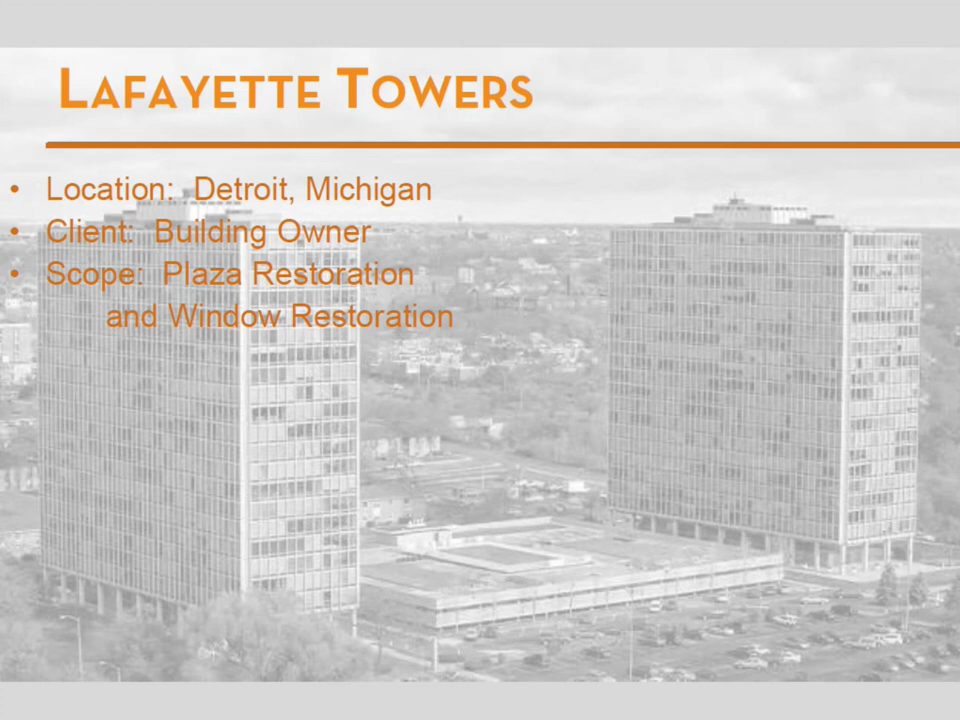 LAFAYETTE TOWERS
• Location: Detroit, Michigan
• Client: Building Owner
• Scope: Plaza Restoration
and Window Restoration